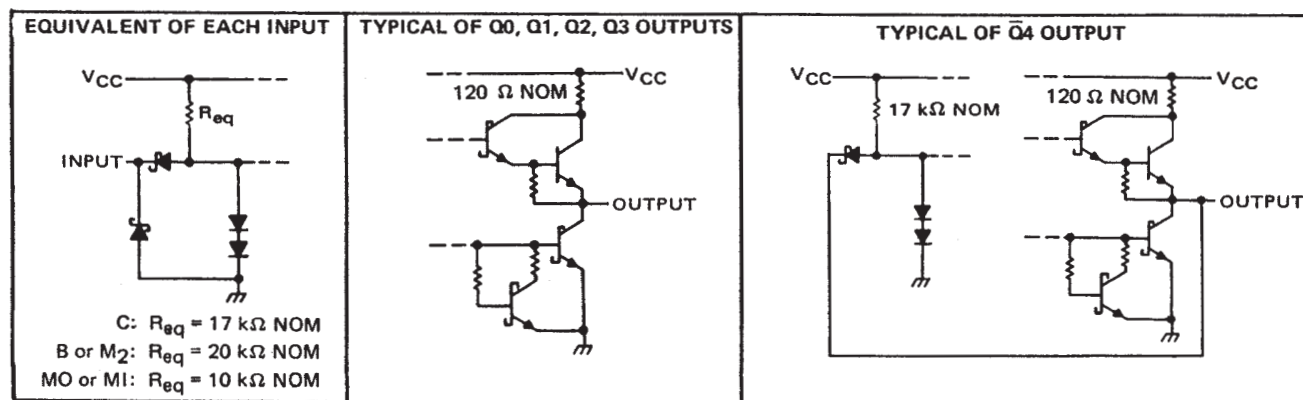 EQUIVALENT OF EACH INPUT
VCC
Req
INPUT
C: Req = 17 kΩ NOM
B or M2: Req = 20 kΩ NOM
MO or MI: Req = 10 kΩ NOM
TYPICAL OF Q0, Q1, Q2, Q3 OUTPUTS
VCC
120 Ω NOM
OUTPUT
TYPICAL OF Q̄4 OUTPUT
VCC
17 kΩ NOM
VCC
120 Ω NOM
OUTPUT